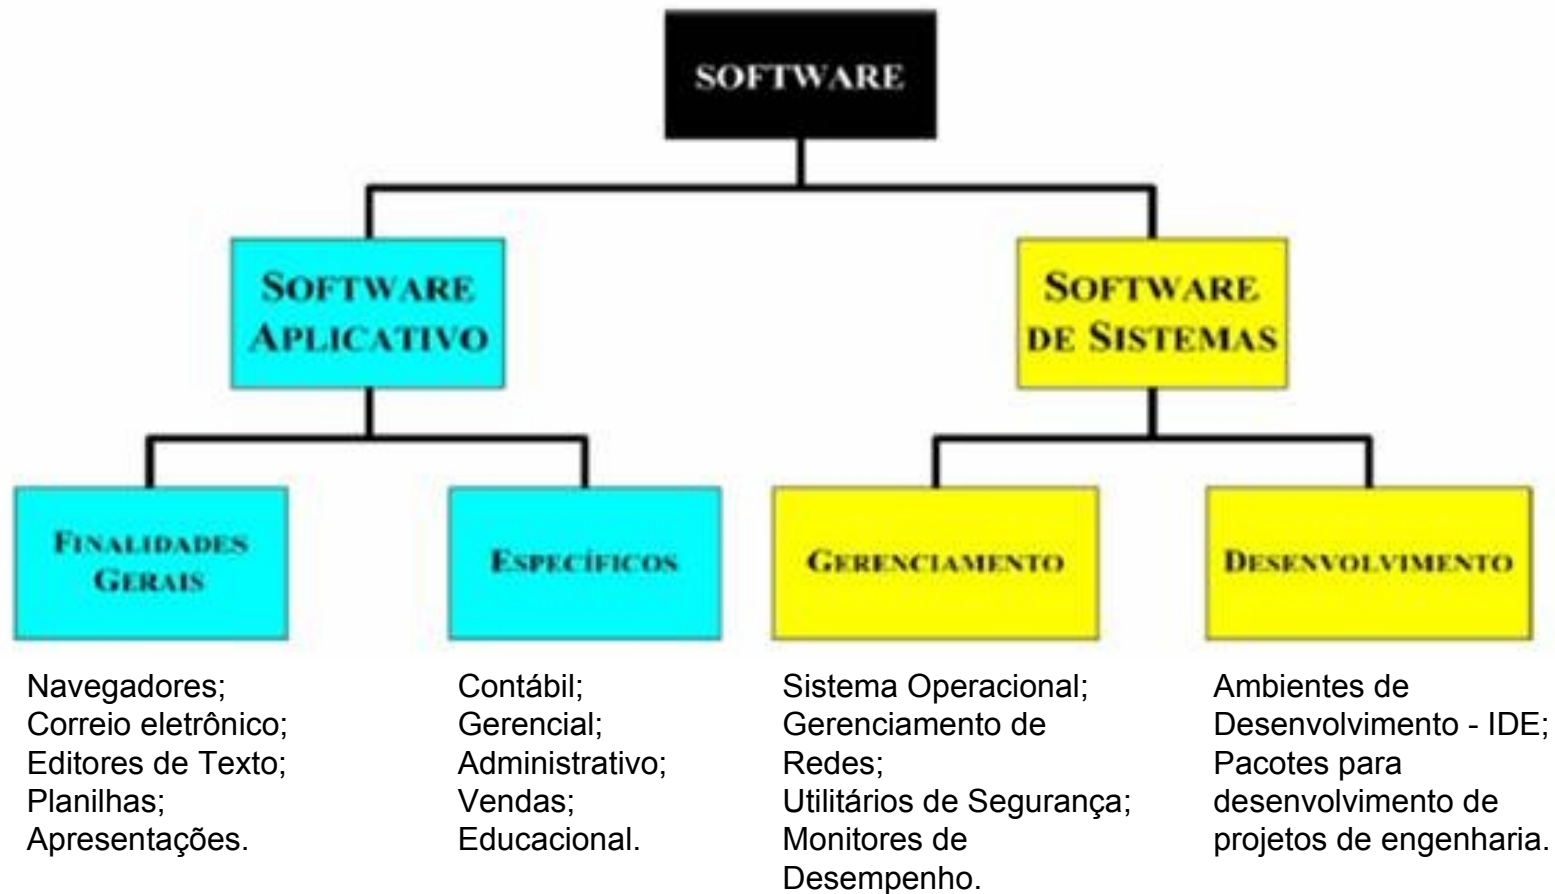 SOFTWARE
SOFTWARE
APLICATIVO
SOFTWARE
DE SISTEMAS
FINALIDADES
GERAIS
ESPECÍFICOS
GERENCIAMENTO
DESENVOLVIMENTO
Navegadores;
Correio eletrônico;
Editores de Texto;
Planilhas;
Apresentações.
Contábil;
Gerencial;
Administrativo;
Vendas;
Educacional.
Sistema Operacional;
Gerenciamento de
Redes;
Utilitários de Segurança;
Monitores de
Desempenho.
Ambientes de
Desenvolvimento - IDE;
Pacotes para
desenvolvimento de
projetos de engenharia.